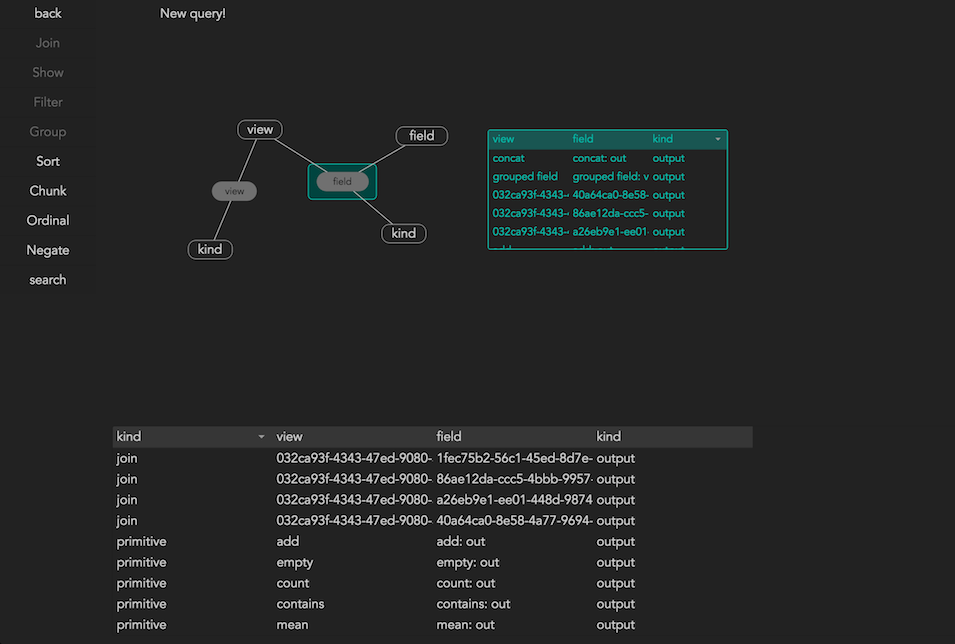 back
Join
Show
Filter
Group
Sort
Chunk
Ordinal
Negate
search
New query!
view
field
view
field
kind
kind
view field kind
concat concat: out output
grouped field grouped field: v output
032ca93f-4343- 40a64ca0-8e58- output
032ca93f-4343- 86ae12da-ccc5- output
032ca93f-4343- a26eb9e1-ee01- output
kind view field kind
join 032ca93f-4343-47ed-9080- 1fec75b2-56c1-45ed-8d7e- output
join 032ca93f-4343-47ed-9080- 86ae12da-ccc5-4bbb-9957- output
join 032ca93f-4343-47ed-9080- a26eb9e1-ee01-448d-9874 output
join 032ca93f-4343-47ed-9080- 40a64ca0-8e58-4a77-9694- output
primitive add add: out output
primitive empty empty: out output
primitive count count: out output
primitive contains contains: out output
primitive mean mean: out output